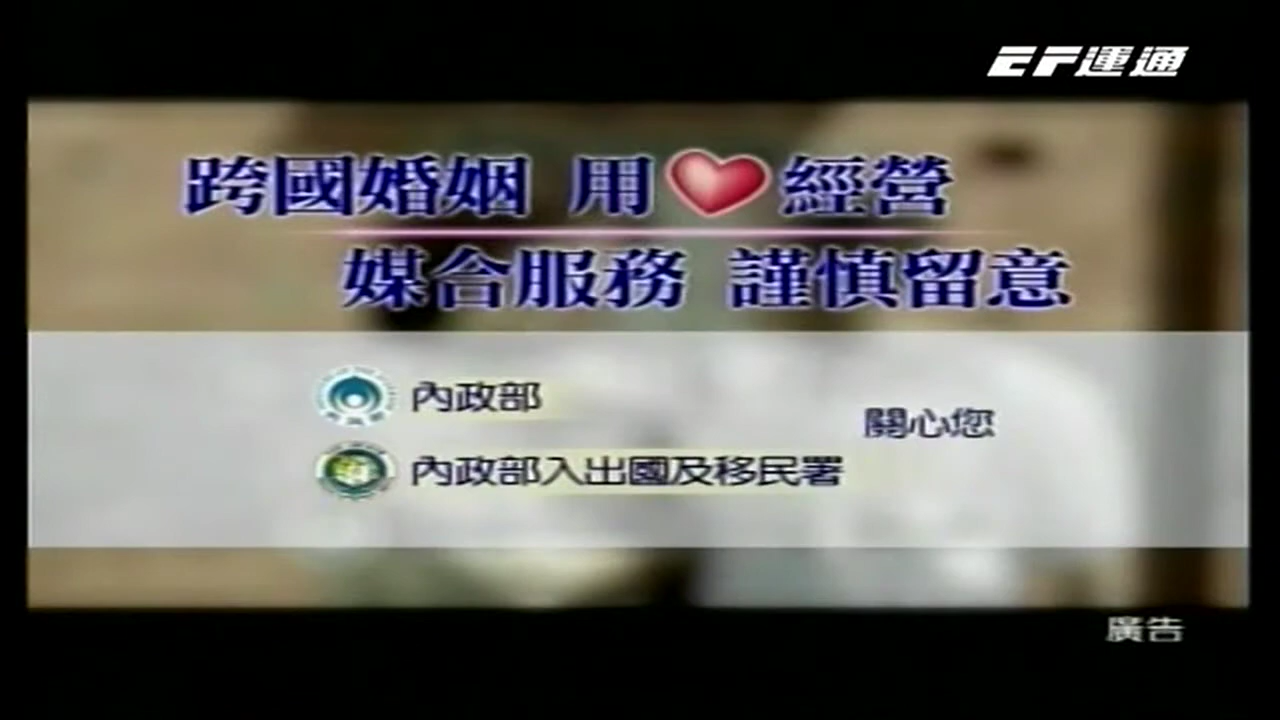 EF運通
跨國婚姻 用❤經營
媒合服務 謹慎留意
內政部
關心您
內政部入出國及移民署
廣告